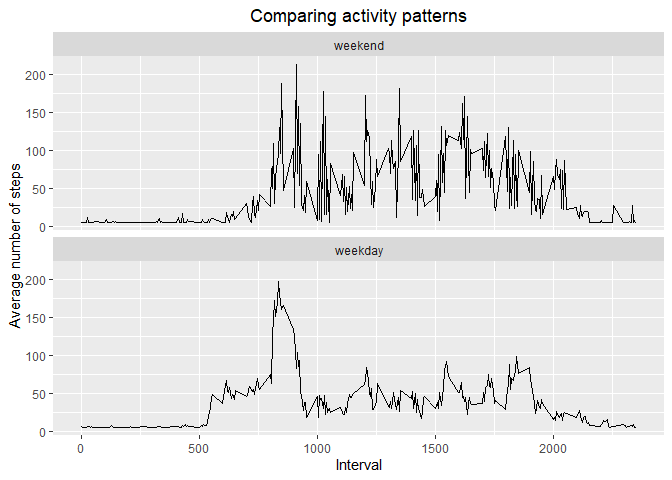 Comparing activity patterns
weekend
200
150
100
50
0
weekday
200
150
100
50
0
0 500 1000 1500 2000
Interval
Average number of steps